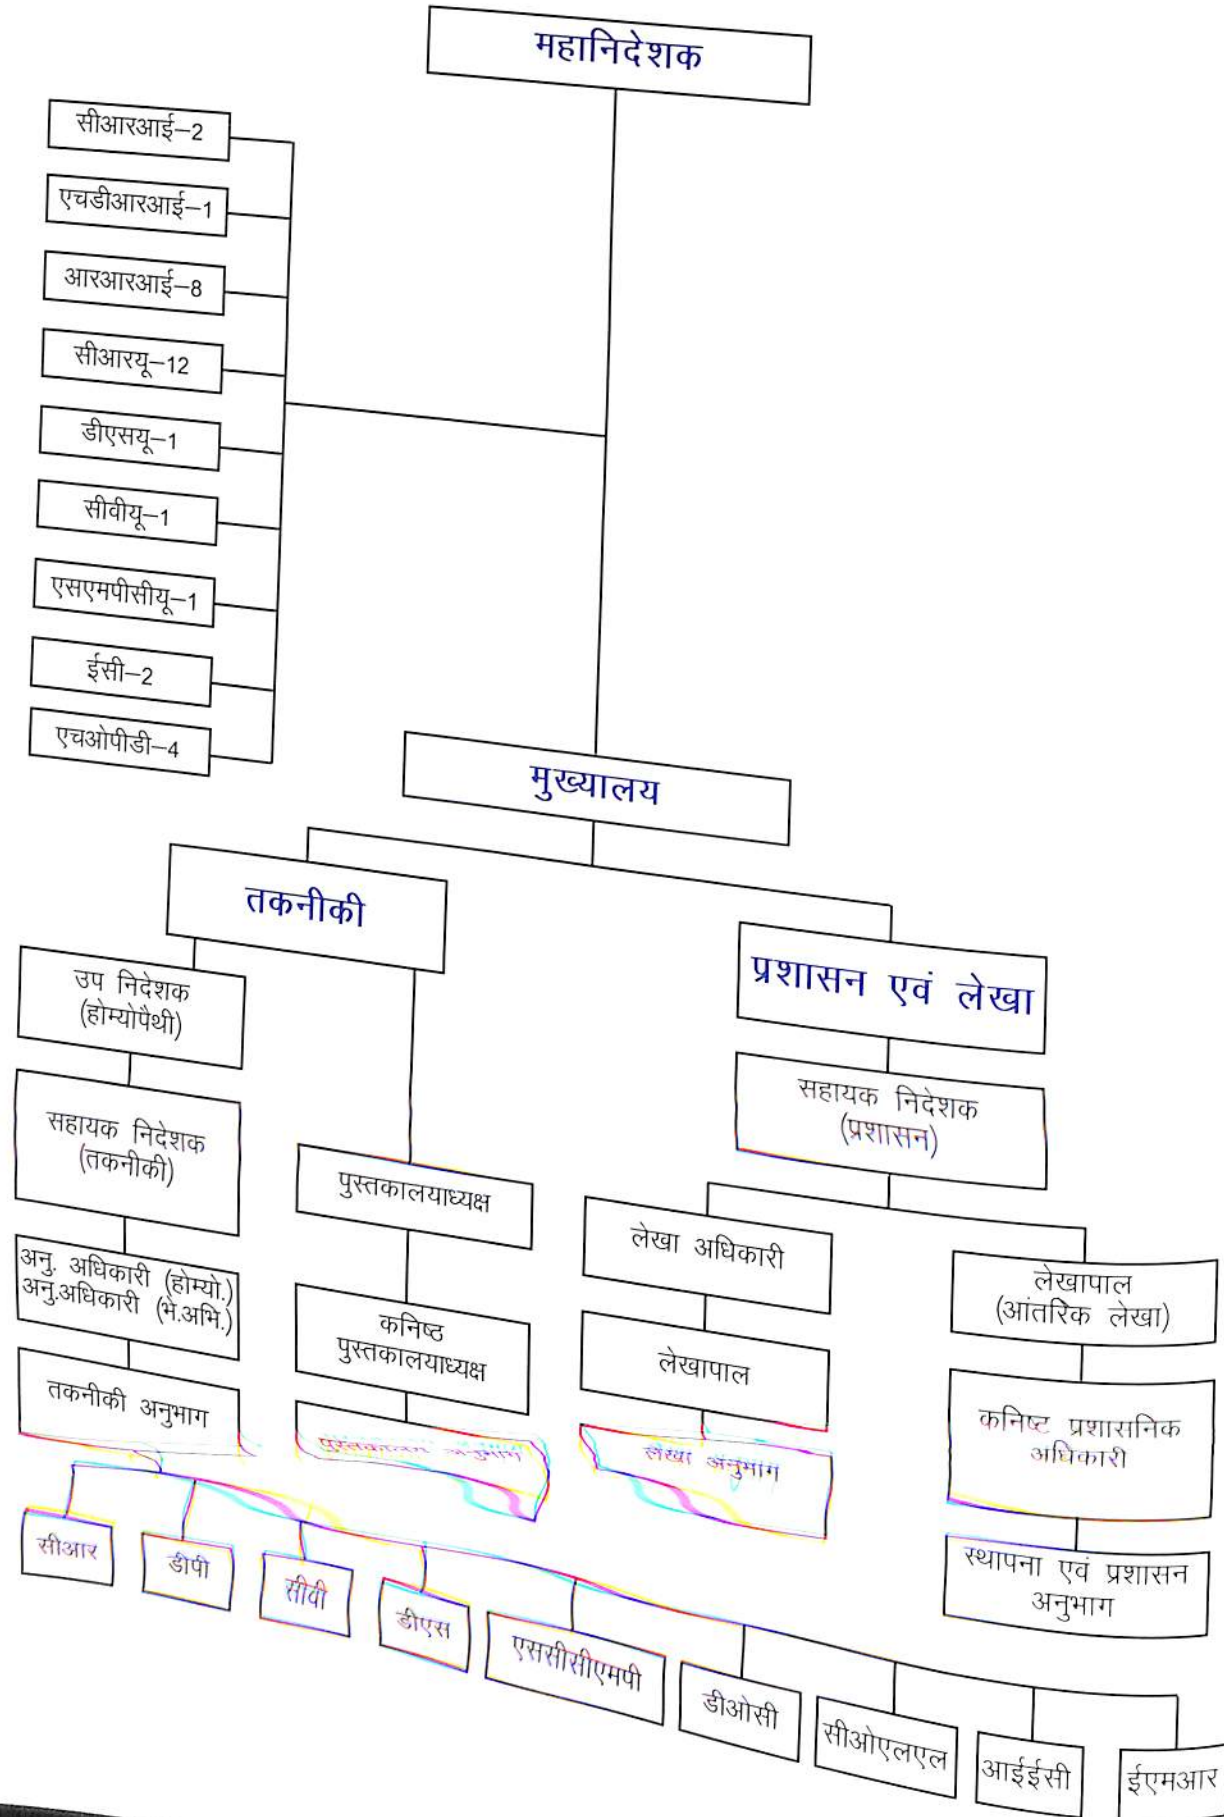 महानिदेशक
सीआरआई–2
एचडीआरआई–1
आरआरआई–8
सीआरयू–12
डीएसयू–1
सीवीयू–1
एसएमपीसीयू–1
ईसी–2
एचओपीडी–4
मुख्यालय
तकनीकी
प्रशासन एवं लेखा
उप निदेशक
(होम्योपैथी)
सहायक निदेशक
(तकनीकी)
अनु. अधिकारी (होम्यो.)
अनु.अधिकारी (भे.अभि.)
तकनीकी अनुभाग
पुस्तकालयाध्यक्ष
कनिष्ठ
पुस्तकालयाध्यक्ष
पुस्तकालय अनुभाग
सहायक निदेशक
(प्रशासन)
लेखा अधिकारी
लेखापाल
लेखा अनुभाग
लेखापाल
(आंतरिक लेखा)
कनिष्ट प्रशासनिक
अधिकारी
स्थापना एवं प्रशासन
अनुभाग
सीआर
डीपी
सीवी
डीएस
एससीसीएमपी
डीओसी
सीओएलएल
आईईसी
ईएमआर